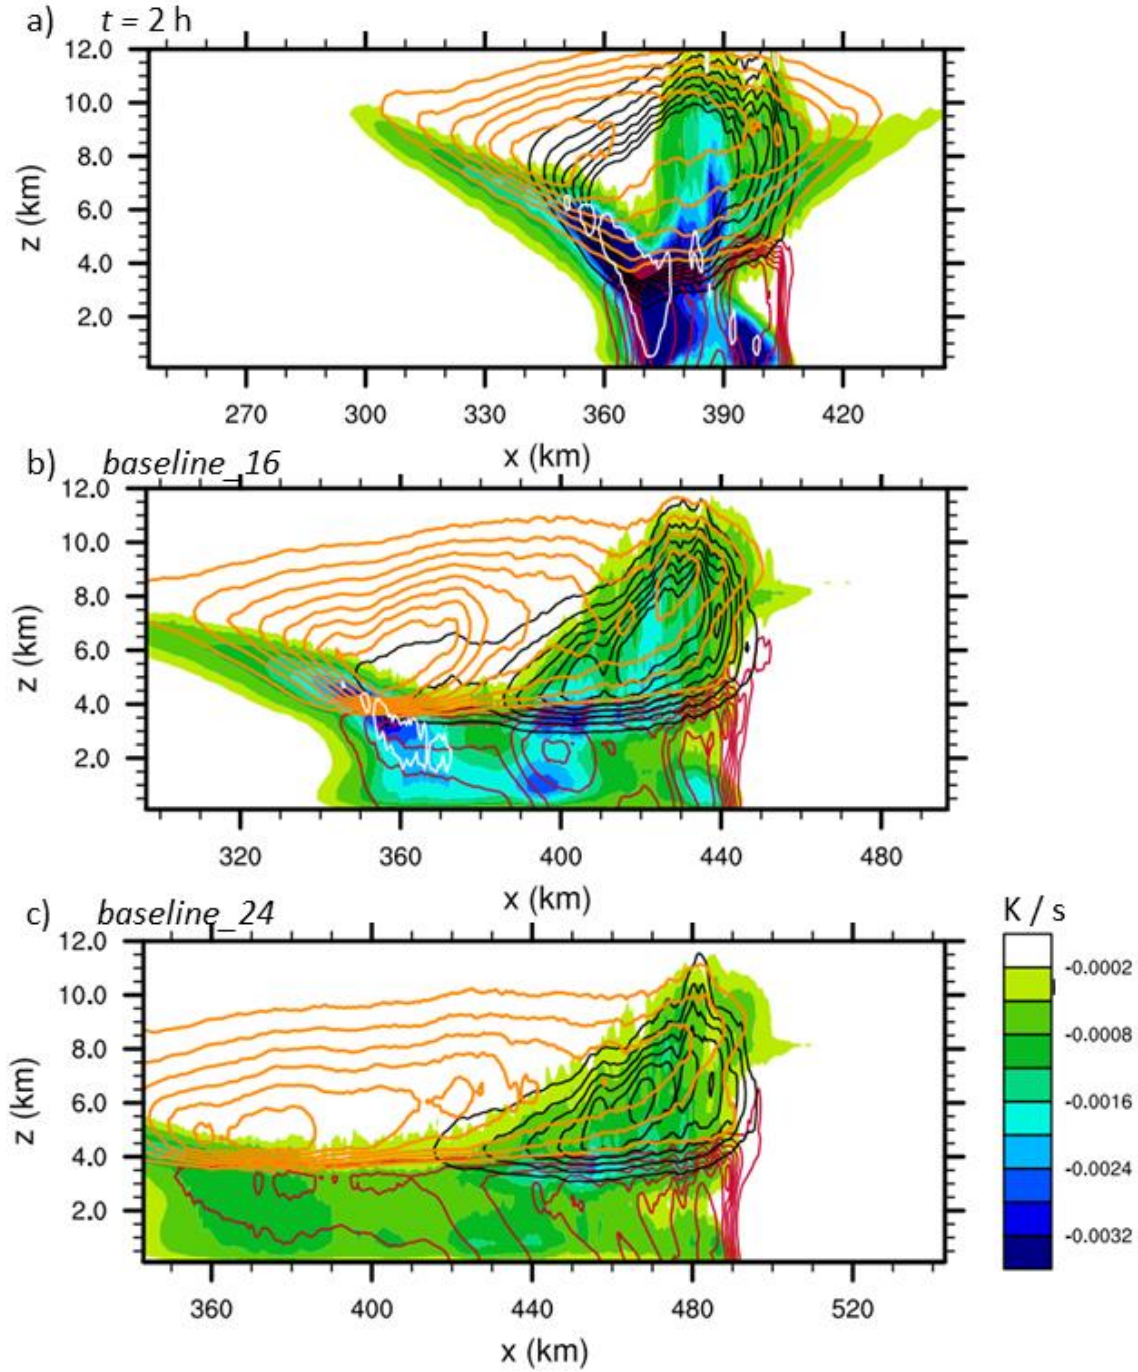 a) t = 2 h
12.0
10.0
8.0
6.0
4.0
2.0
z (km)
270 300 330 360 390 420
x (km)
b) baseline_16
12.0
10.0
8.0
6.0
4.0
2.0
z (km)
320 360 400 440 480
x (km)
c) baseline_24
12.0
10.0
8.0
6.0
4.0
2.0
z (km)
360 400 440 480 520
x (km)
K / s
-0.0002
-0.0008
-0.0016
-0.0024
-0.0032